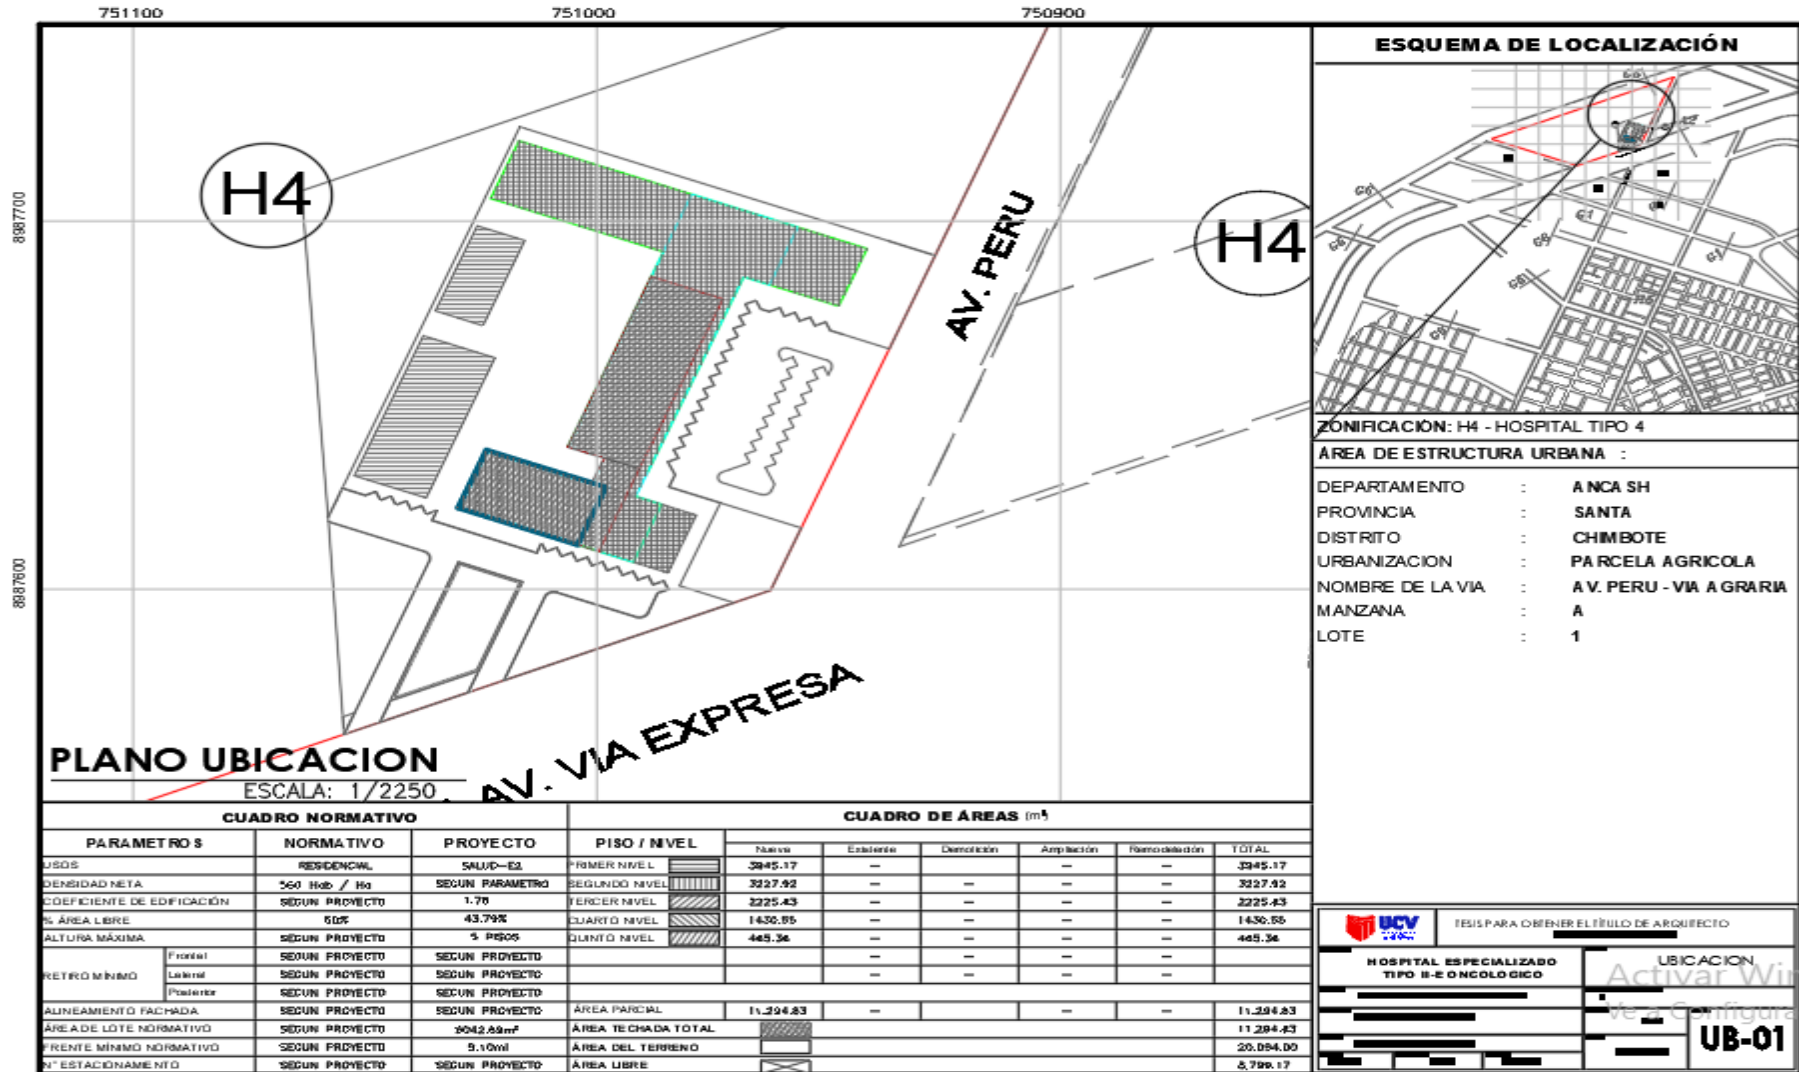 751100 751000 750900
8987700
8987600
H4
H4
AV. PERU
AV. VIA EXPRESA
PLANO UBICACION
ESCALA: 1/2250
ESQUEMA DE LOCALIZACIÓN
ZONIFICACIÓN: H4 - HOSPITAL TIPO 4
ÁREA DE ESTRUCTURA URBANA :
DEPARTAMENTO : ANCASH
PROVINCIA : SANTA
DISTRITO : CHIMBOTE
URBANIZACION : PARCELA AGRICOLA
NOMBRE DE LA VIA : AV. PERU - VIA AGRARIA
MANZANA : A
LOTE : 1
CUADRO NORMATIVO
PARAMETROS NORMATIVO PROYECTO
USOS RESIDENCIAL SALUD-E2
DENSIDAD NETA 560 Hab / Ha SEGUN PARAMETRO
COEFICIENTE DE EDIFICACIÓN SEGUN PROYECTO 1.78
% ÁREA LIBRE 50% 43.79%
ALTURA MÁXIMA SEGUN PROYECTO 5 PISOS
RETIRO MÍNIMO
Frontal SEGUN PROYECTO SEGUN PROYECTO
Lateral SEGUN PROYECTO SEGUN PROYECTO
Posterior SEGUN PROYECTO SEGUN PROYECTO
ALINEAMIENTO FACHADA SEGUN PROYECTO SEGUN PROYECTO
ÁREA DE LOTE NORMATIVO SEGUN PROYECTO
FRENTE MÍNIMO NORMATIVO SEGUN PROYECTO 9.10ml
N° ESTACIONAMENTO SEGUN PROYECTO SEGUN PROYECTO
CUADRO DE ÁREAS (m²)
PISO / NIVEL Nueva Existente Demolición Ampliación Remodelación TOTAL
PRIMER NIVEL 3945.17 – – – – 3945.17
SEGUNDO NIVEL 3227.92 – – – – 3227.92
TERCER NIVEL 2225.43 – – – – 2225.43
CUARTO NIVEL 1430.55 – – – – 1430.55
QUINTO NIVEL 465.36 – – – – 465.36
ÁREA PARCIAL 11,294.83 – – – – 11,294.83
ÁREA TECHADA TOTAL 11,294.43
ÁREA DEL TERRENO 20,094.00
ÁREA LIBRE 8,799.17
UCV
TESIS PARA OBTENER EL TÍTULO DE ARQUITECTO
HOSPITAL ESPECIALIZADO
TIPO II-E ONCOLOGICO
UBICACION
Activar Win
Ve a Configura
UB-01